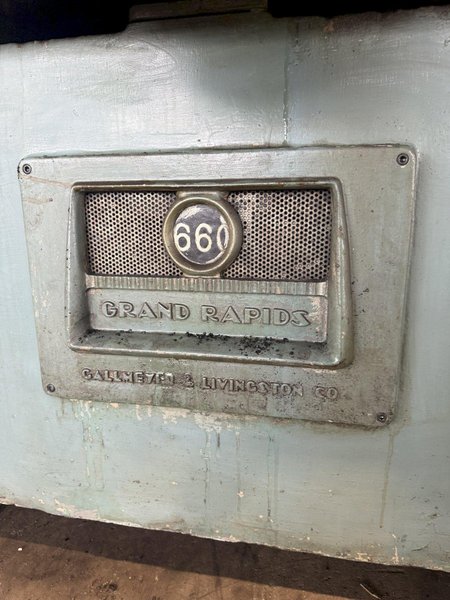 660
GRAND RAPIDS
GALLMEYER & LIVINGSTON CO